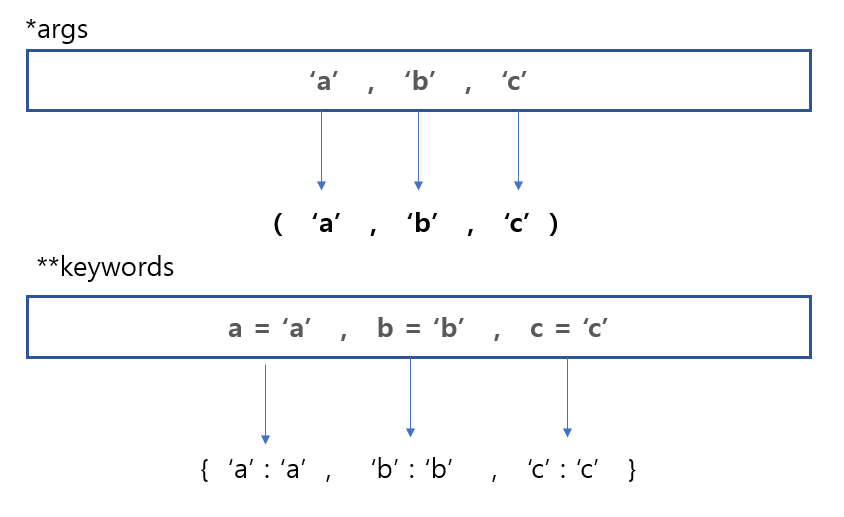 *args
‘a’ , ‘b’ , ‘c’
( ‘a’ , ‘b’ , ‘c’ )
**keywords
a = ‘a’ , b = ‘b’ , c = ‘c’
{ ‘a’ : ‘a’ , ‘b’ : ‘b’ , ‘c’ : ‘c’ }